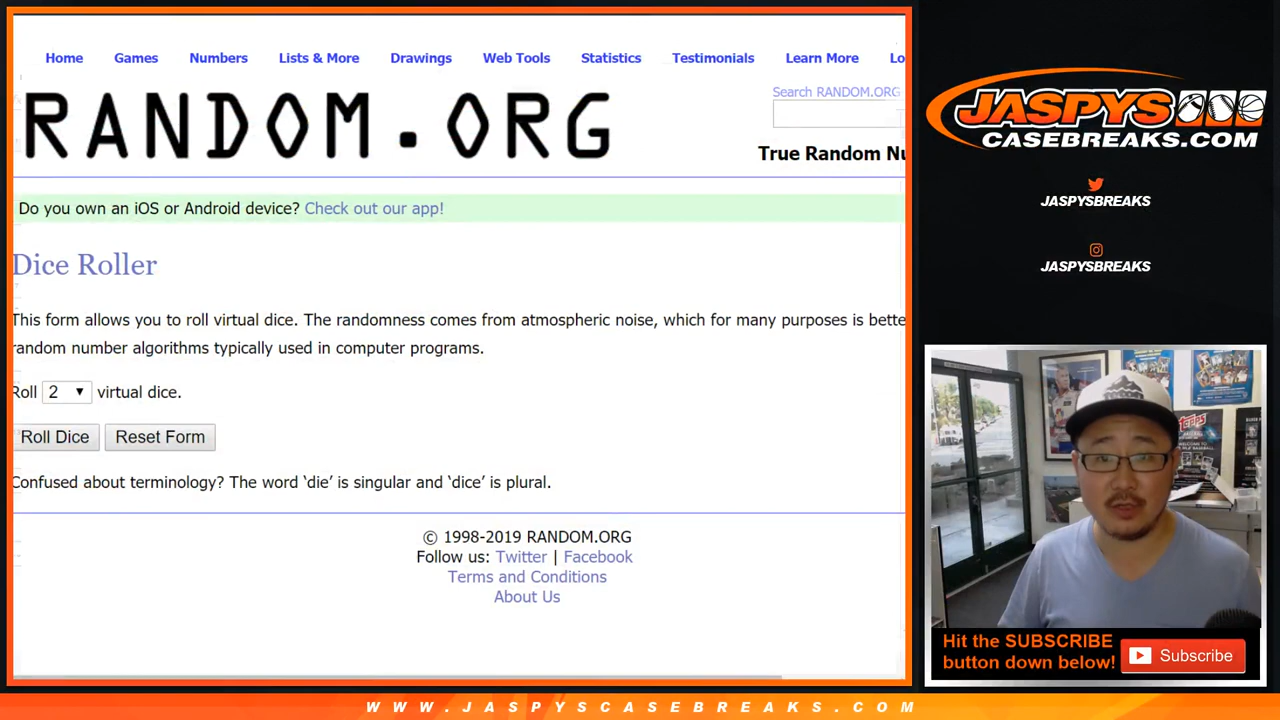 Home Games Numbers Lists & More Drawings Web Tools Statistics Testimonials Learn More Lo
RANDOM.ORG
Search RANDOM.ORG
True Random Nu
Do you own an iOS or Android device? Check out our app!
Dice Roller
This form allows you to roll virtual dice. The randomness comes from atmospheric noise, which for many purposes is bette
random number algorithms typically used in computer programs.
Roll 2 virtual dice.
Roll Dice Reset Form
Confused about terminology? The word ‘die’ is singular and ‘dice’ is plural.
© 1998-2019 RANDOM.ORG
Follow us: Twitter | Facebook
Terms and Conditions
About Us
JASPYS
CASEBREAKS.COM
JASPYSBREAKS
JASPYSBREAKS
topps
Hit the SUBSCRIBE
button down below!
Subscribe
WWW.JASPYSCASEBREAKS.COM